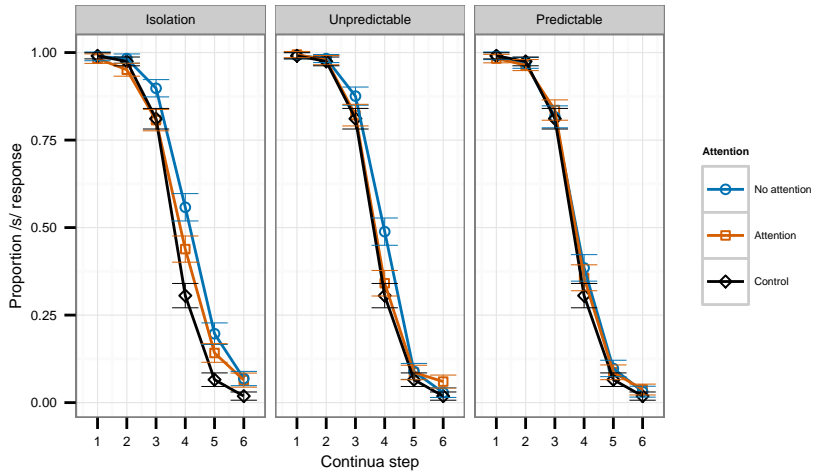 Isolation Unpredictable Predictable
1.00
0.75
0.50
0.25
0.00
Proportion /s/ response
1 2 3 4 5 6 1 2 3 4 5 6 1 2 3 4 5 6
Continua step
Attention
No attention
Attention
Control